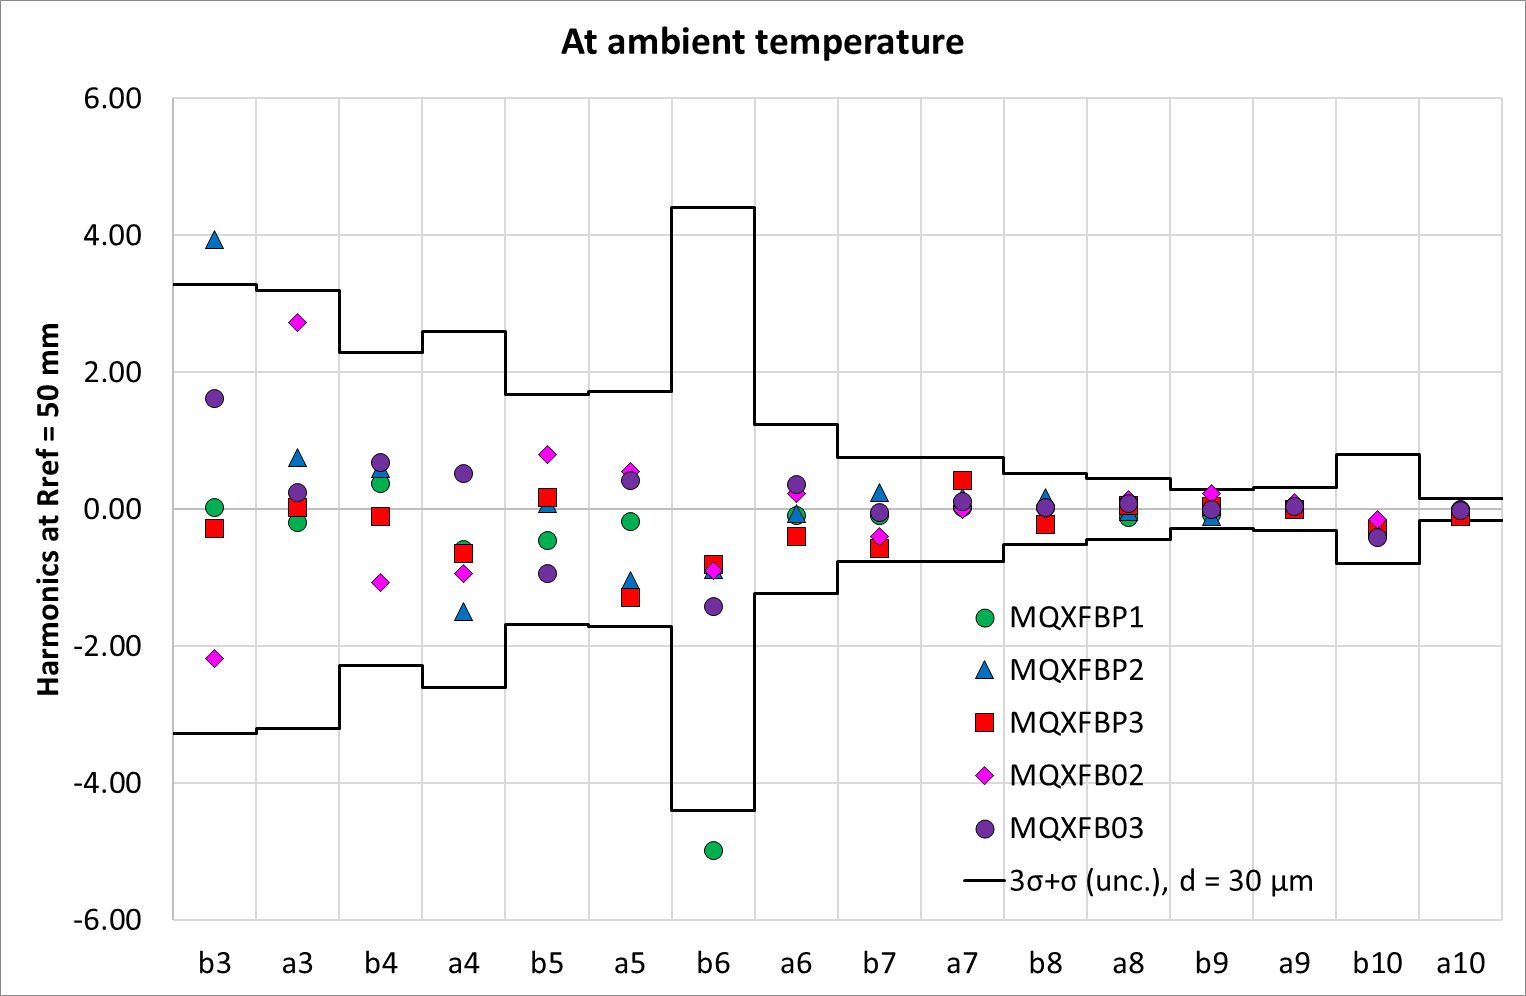 At ambient temperature
Harmonics at Rref = 50 mm
6.00
4.00
2.00
0.00
-2.00
-4.00
-6.00
MQXFBP1
MQXFBP2
MQXFBP3
MQXFB02
MQXFB03
3σ+σ (unc.), d = 30 μm
b3 a3 b4 a4 b5 a5 b6 a6 b7 a7 b8 a8 b9 a9 b10 a10